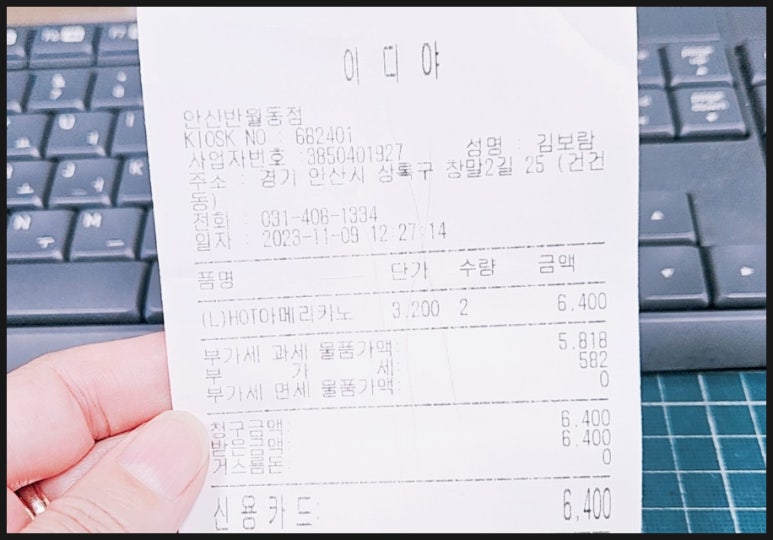 이 디 야
안산반월동점
KIOSK NO : 682401
사업자번호 :3850401927 성명 : 김보람
주소 : 경기 안산시 상록구 창말2길 25 (건건
동)
전화 : 031-406-1334
일자 : 2023-11-09 12:27:14
품명 단가 수량 금액
(L)HOT아메리카노 3,200 2 6,400
부가세 과세 물품가액: 5,818
부 가 세: 582
부가세 면세 물품가액: 0
청구금액: 6,400
받은금액: 6,400
거스름돈: 0
신용카드: 6,400